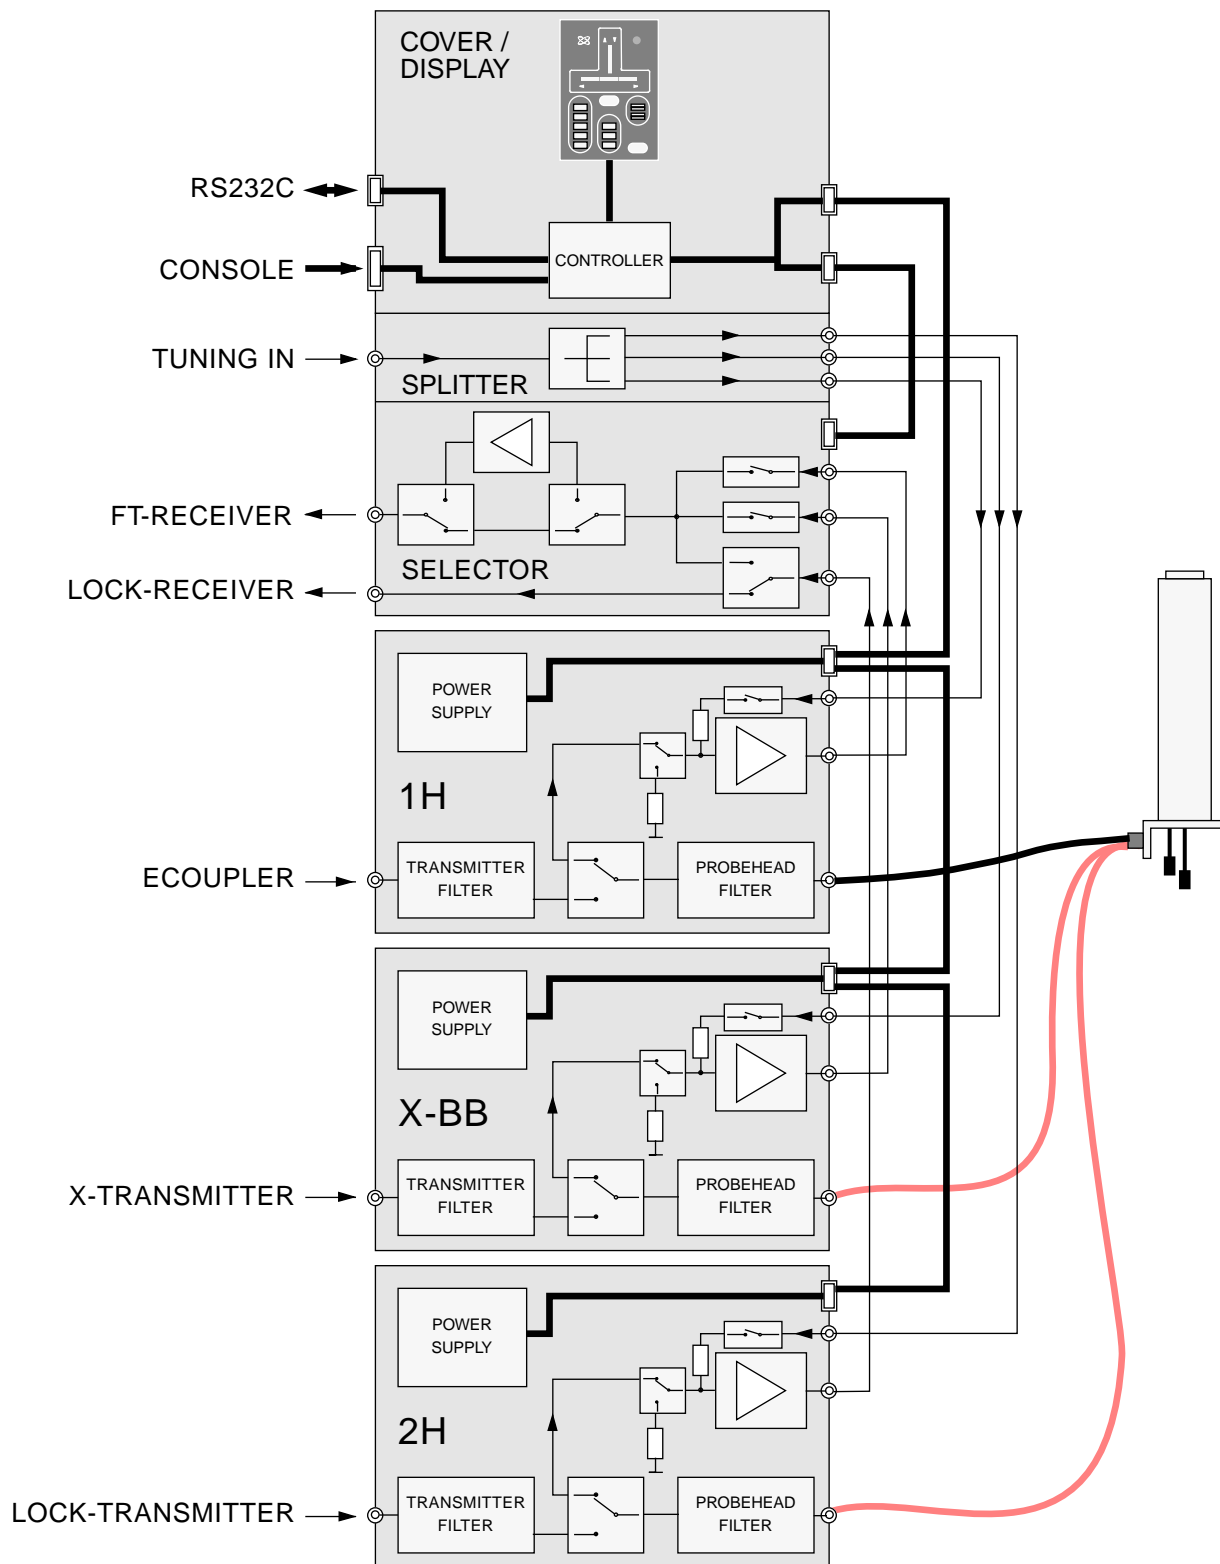 COVER /
DISPLAY
RS232C
CONTROLLER
CONSOLE
TUNING IN
SPLITTER
FT-RECEIVER
SELECTOR
LOCK-RECEIVER
POWER
SUPPLY
1H
TRANSMITTER
FILTER
PROBEHEAD
FILTER
ECOUPLER
POWER
SUPPLY
X-BB
TRANSMITTER
FILTER
PROBEHEAD
FILTER
X-TRANSMITTER
POWER
SUPPLY
2H
TRANSMITTER
FILTER
PROBEHEAD
FILTER
LOCK-TRANSMITTER